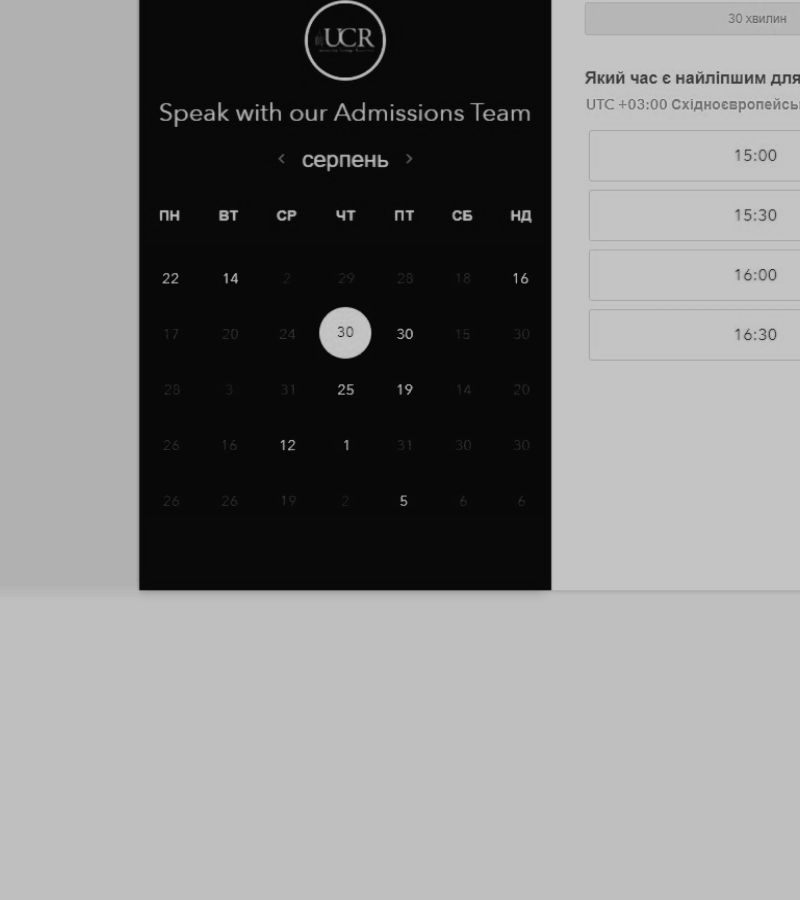 UCR
30 хвилин
Speak with our Admissions Team
Який час є найліпшим для
UTC +03:00 Східноєвропейсь
‹ серпень ›
ПН ВТ СР ЧТ ПТ СБ НД
22 14 2 29 28 18 16
17 20 24 30 30 15 30
28 3 31 25 19 14 20
26 16 12 1 31 30 30
26 26 19 2 5 6 6
15:00
15:30
16:00
16:30